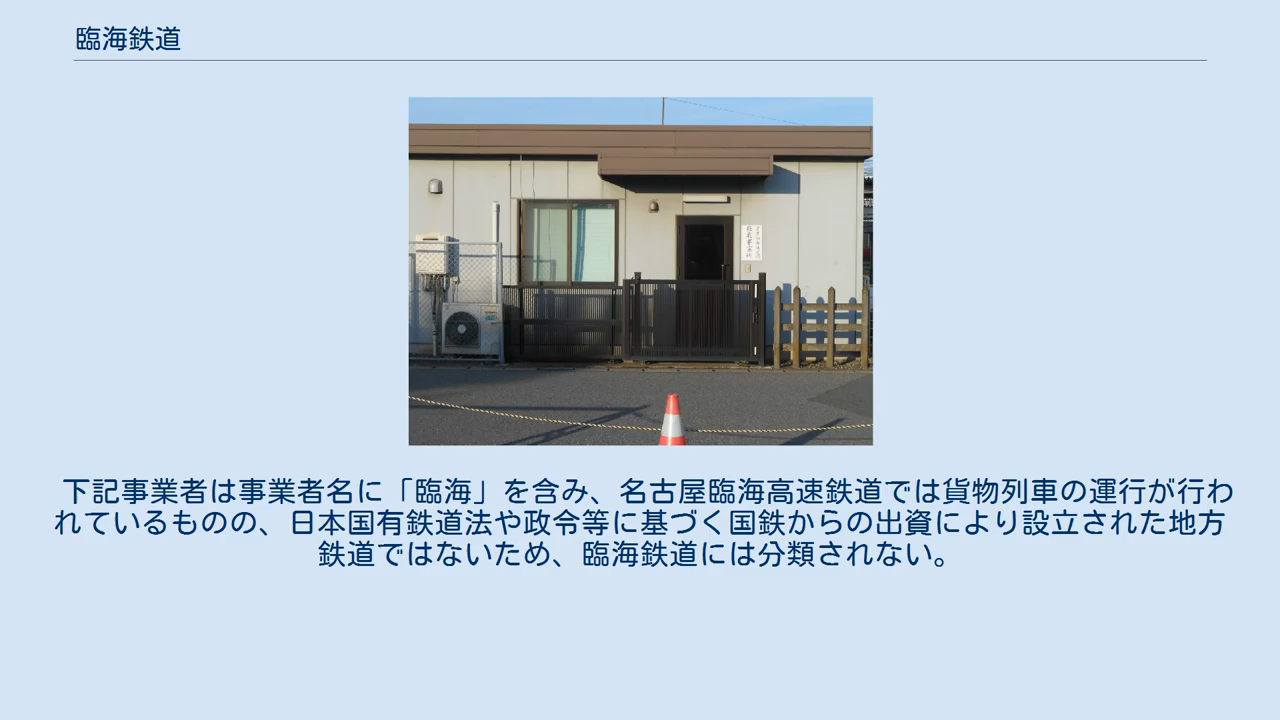 臨海鉄道
下記事業者は事業者名に「臨海」を含み、名古屋臨海高速鉄道では貨物列車の運行が行わ
れているものの、日本国有鉄道法や政令等に基づく国鉄からの出資により設立された地方
鉄道ではないため、臨海鉄道には分類されない。